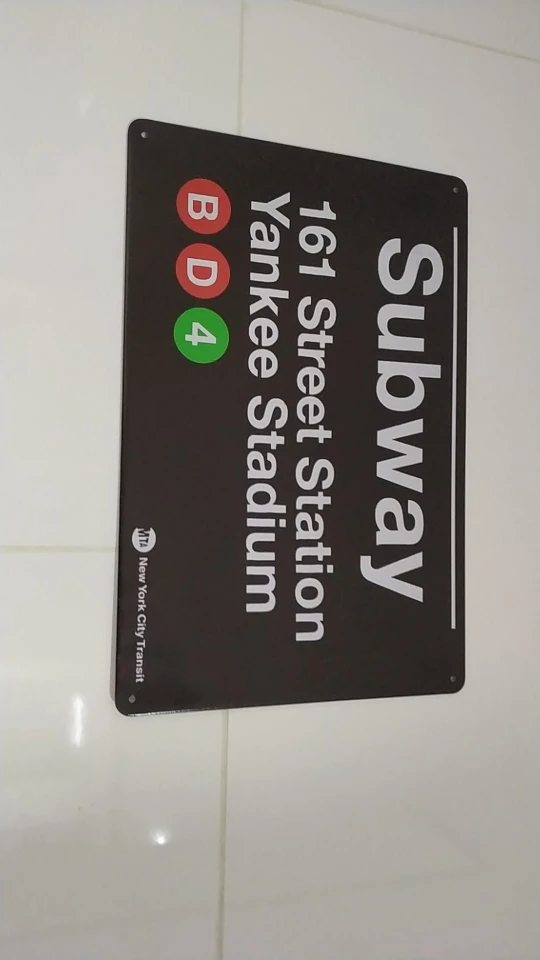 Subway
161 Street Station
Yankee Stadium
B D 4
MTA New York City Transit